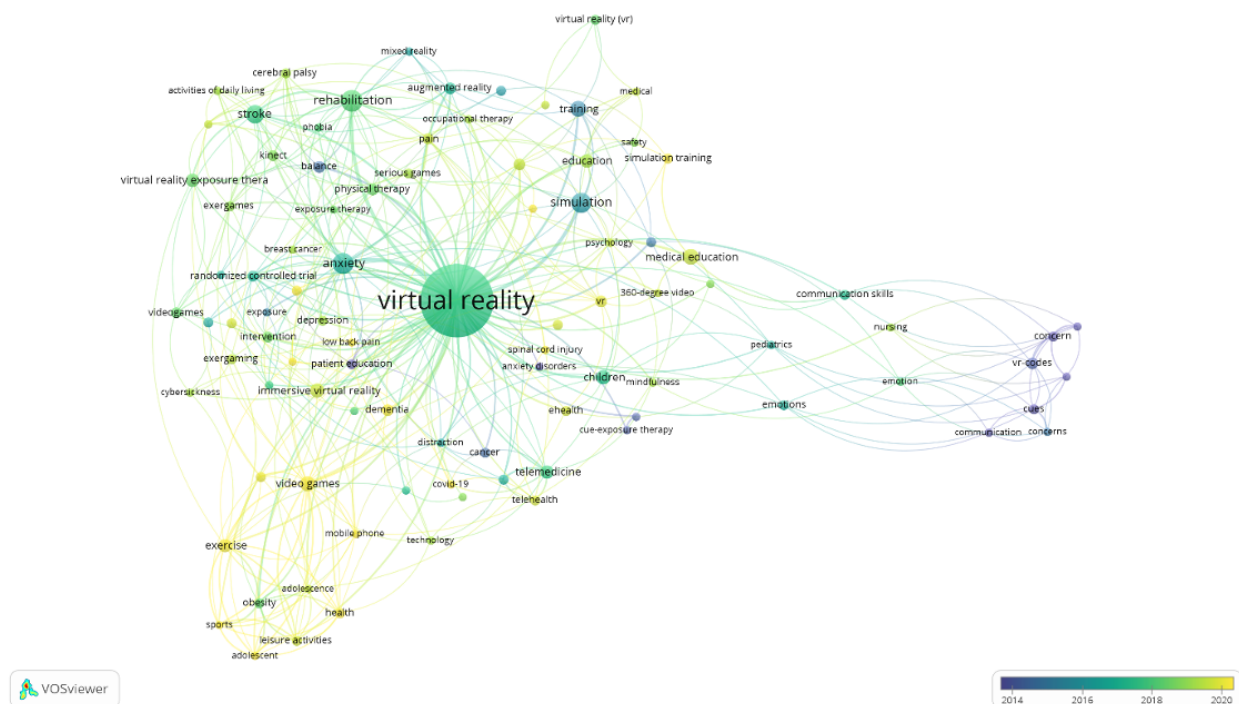 virtual reality (vr)
mixed reality
cerebral palsy
activities of daily living
augmented reality
medical
rehabilitation
stroke
training
phobia
occupational therapy
pain
safety
kinect
balance
education
simulation training
virtual reality exposure thera
serious games
physical therapy
exergames
exposure therapy
simulation
breast cancer
psychology
anxiety
medical education
randomized controlled trial
virtual reality
vr
360-degree video
communication skills
videogames
exposure
depression
nursing
intervention
low back pain
concern
exergaming
patient education
spinal cord injury
anxiety disorders
pediatrics
vr-codes
cybersickness
immersive virtual reality
children
mindfulness
emotion
dementia
ehealth
emotions
cues
cue-exposure therapy
communication
concerns
distraction
cancer
video games
covid-19
telemedicine
telehealth
exercise
mobile phone
technology
adolescence
obesity
health
sports
leisure activities
adolescent
VOSviewer
2014
2016
2018
2020